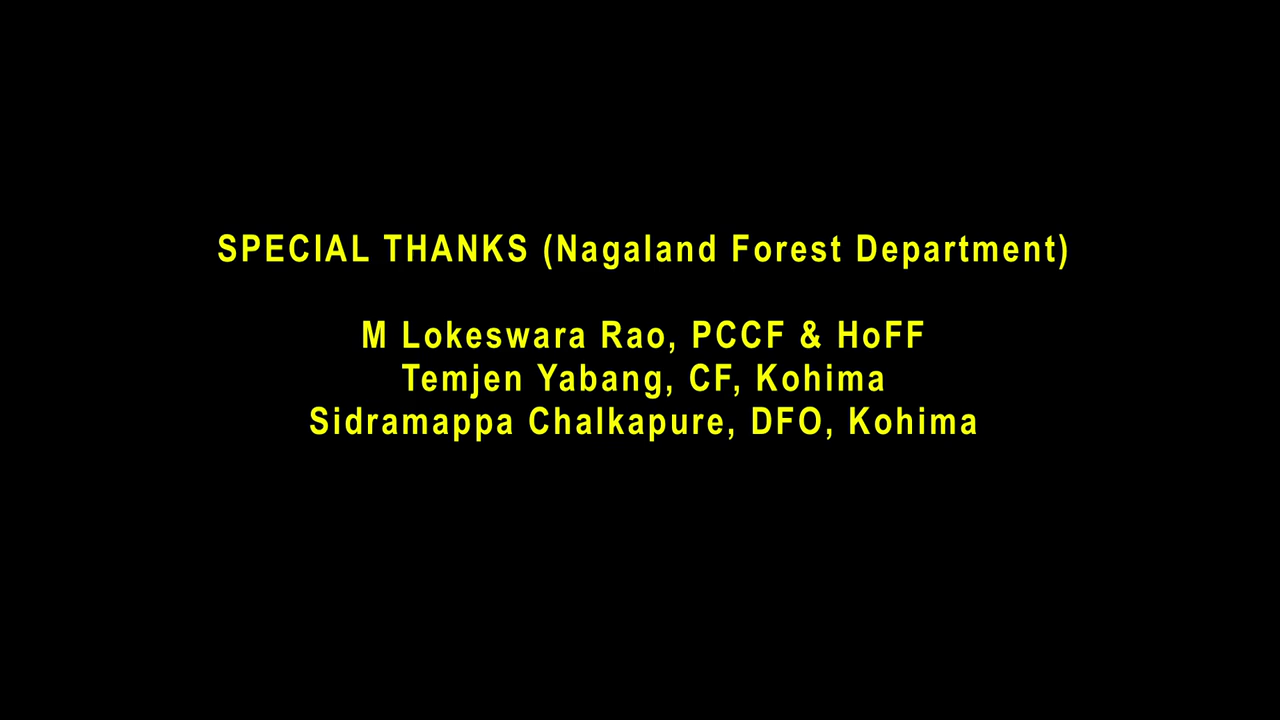 SPECIAL THANKS (Nagaland Forest Department)
M Lokeswara Rao, PCCF & HoFF
Temjen Yabang, CF, Kohima
Sidramappa Chalkapure, DFO, Kohima